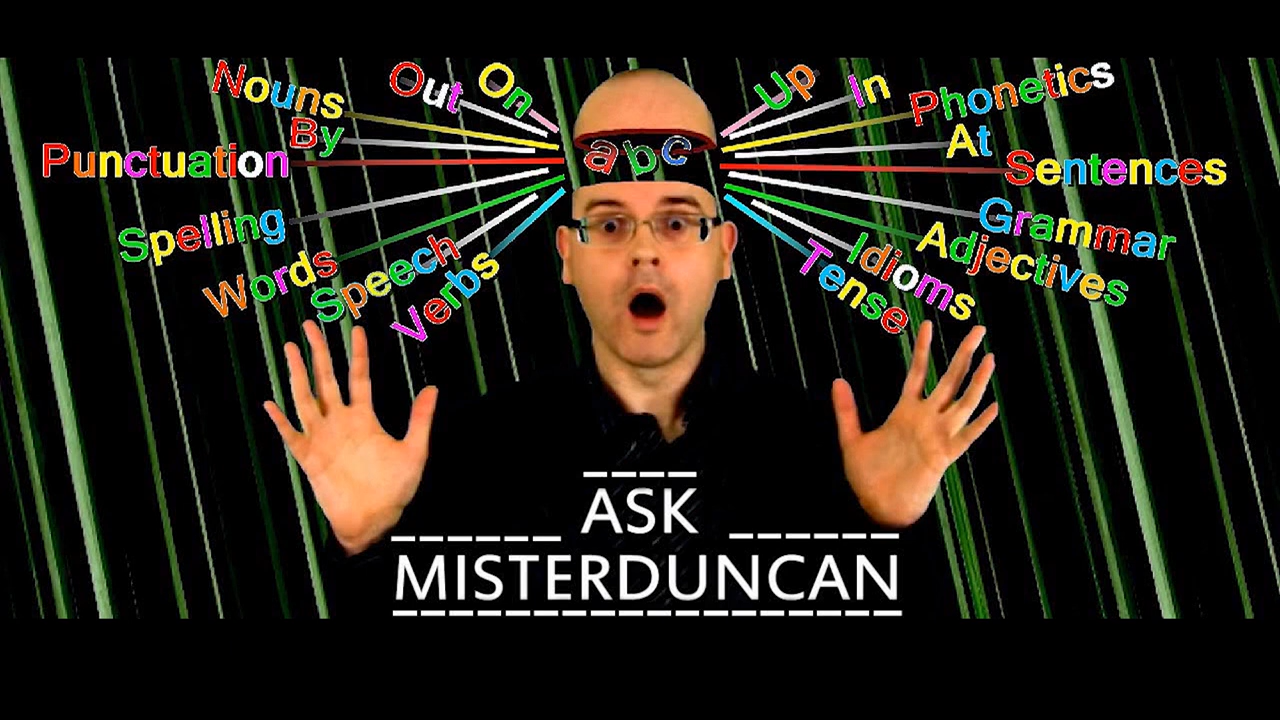 Nouns
Out
On
By
Punctuation
Spelling
Words
Speech
Verbs
abc
Up
In
Phonetics
At
Sentences
Grammar
Adjectives
Idioms
Tense
ASK
MISTERDUNCAN